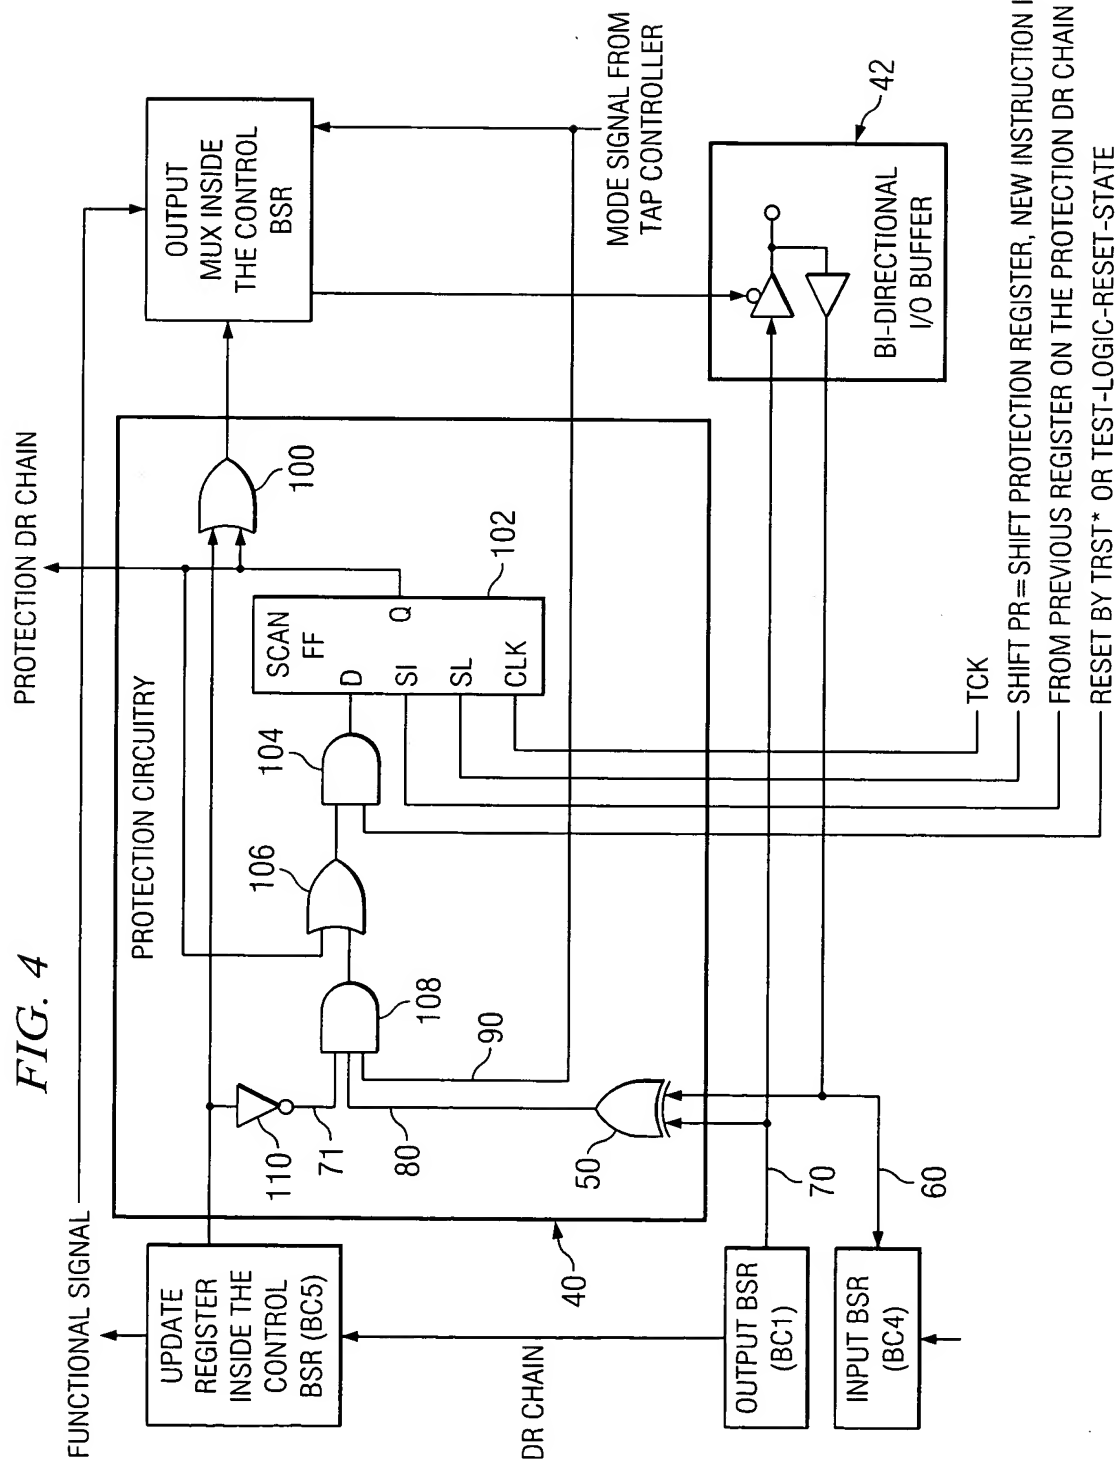 FIG. 4
FUNCTIONAL SIGNAL
PROTECTION DR CHAIN
UPDATE
REGISTER
INSIDE THE
CONTROL
BSR (BC5)
PROTECTION CIRCUITRY
OUTPUT
MUX INSIDE
THE CONTROL
BSR
100
110
71
106
104
SCAN
FF
D
Q
SI
SL
CLK
102
108
80
90
50
40
MODE SIGNAL FROM
TAP CONTROLLER
DR CHAIN
OUTPUT BSR
(BC1)
70
INPUT BSR
(BC4)
60
BI-DIRECTIONAL
I/O BUFFER
42
TCK
SHIFT PR=SHIFT PROTECTION REGISTER, NEW INSTRUCTION
FROM PREVIOUS REGISTER ON THE PROTECTION DR CHAIN
RESET BY TRST* OR TEST-LOGIC-RESET-STATE